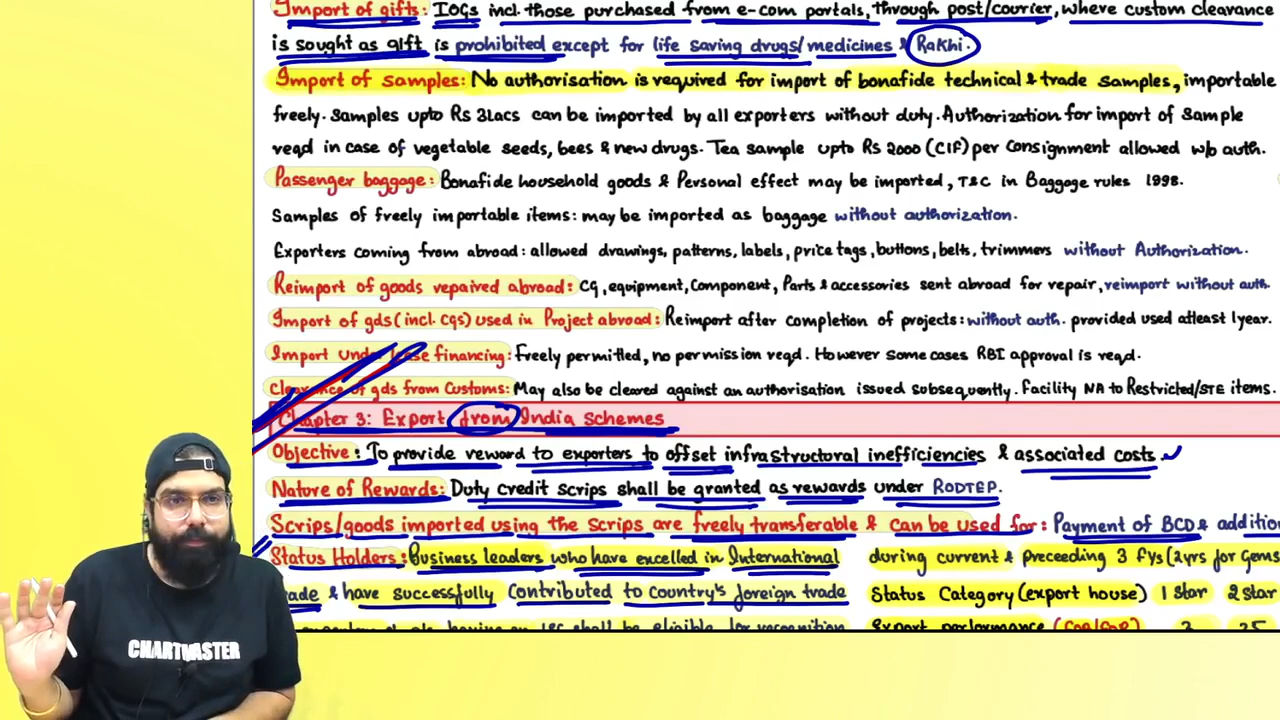 Import of gifts: IOGs incl. those purchased from e-com portals, through post/courier, where custom clearance
is sought as gift is prohibited except for life saving drugs/medicines & Rakhi.
Import of samples: No authorisation is required for import of bonafide technical & trade samples, importable
freely. Samples upto Rs 3Lacs can be imported by all exporters without duty. Authorization for import of Sample
reqd in case of vegetable seeds, bees & new drugs. Tea sample upto Rs 2000 (CIF) per consignment allowed w/o auth.
Passenger baggage: Bonafide household goods & Personal effect may be imported, T&C in Baggage rules 1998.
Samples of freely importable items: may be imported as baggage without authorization.
Exporters coming from abroad: allowed drawings, patterns, labels, price tags, buttons, belts, trimmers without Authorization.
Reimport of goods repaired abroad: CG, equipment, Component, Parts & accessories sent abroad for repair, reimport without auth.
Import of gds (incl. CGs) used in Project abroad: Reimport after completion of projects: without auth. provided used atleast 1 year.
Import under lease financing: Freely permitted, no permission reqd. However some cases RBI approval is reqd.
Clearance of gds from Customs: May also be cleared against an authorisation issued subsequently. Facility NA to Restricted/STE items.
Chapter 3: Export from India schemes
Objective: To provide reward to exporters to offset infrastructural inefficiencies & associated costs.
Nature of Rewards: Duty credit scrips shall be granted as rewards under RODTEP.
Scrips/goods imported using the scrips are freely transferable & can be used for: Payment of BCD & addition
Status Holders: Business leaders who have excelled in International
trade & have successfully contributed to country's foreign trade
during current & preceeding 3 fys (2yrs for Gems
Status Category (export house) 1 Star 2 Star
Export performance (FOB/FOR) 3 25
CHARTMASTER